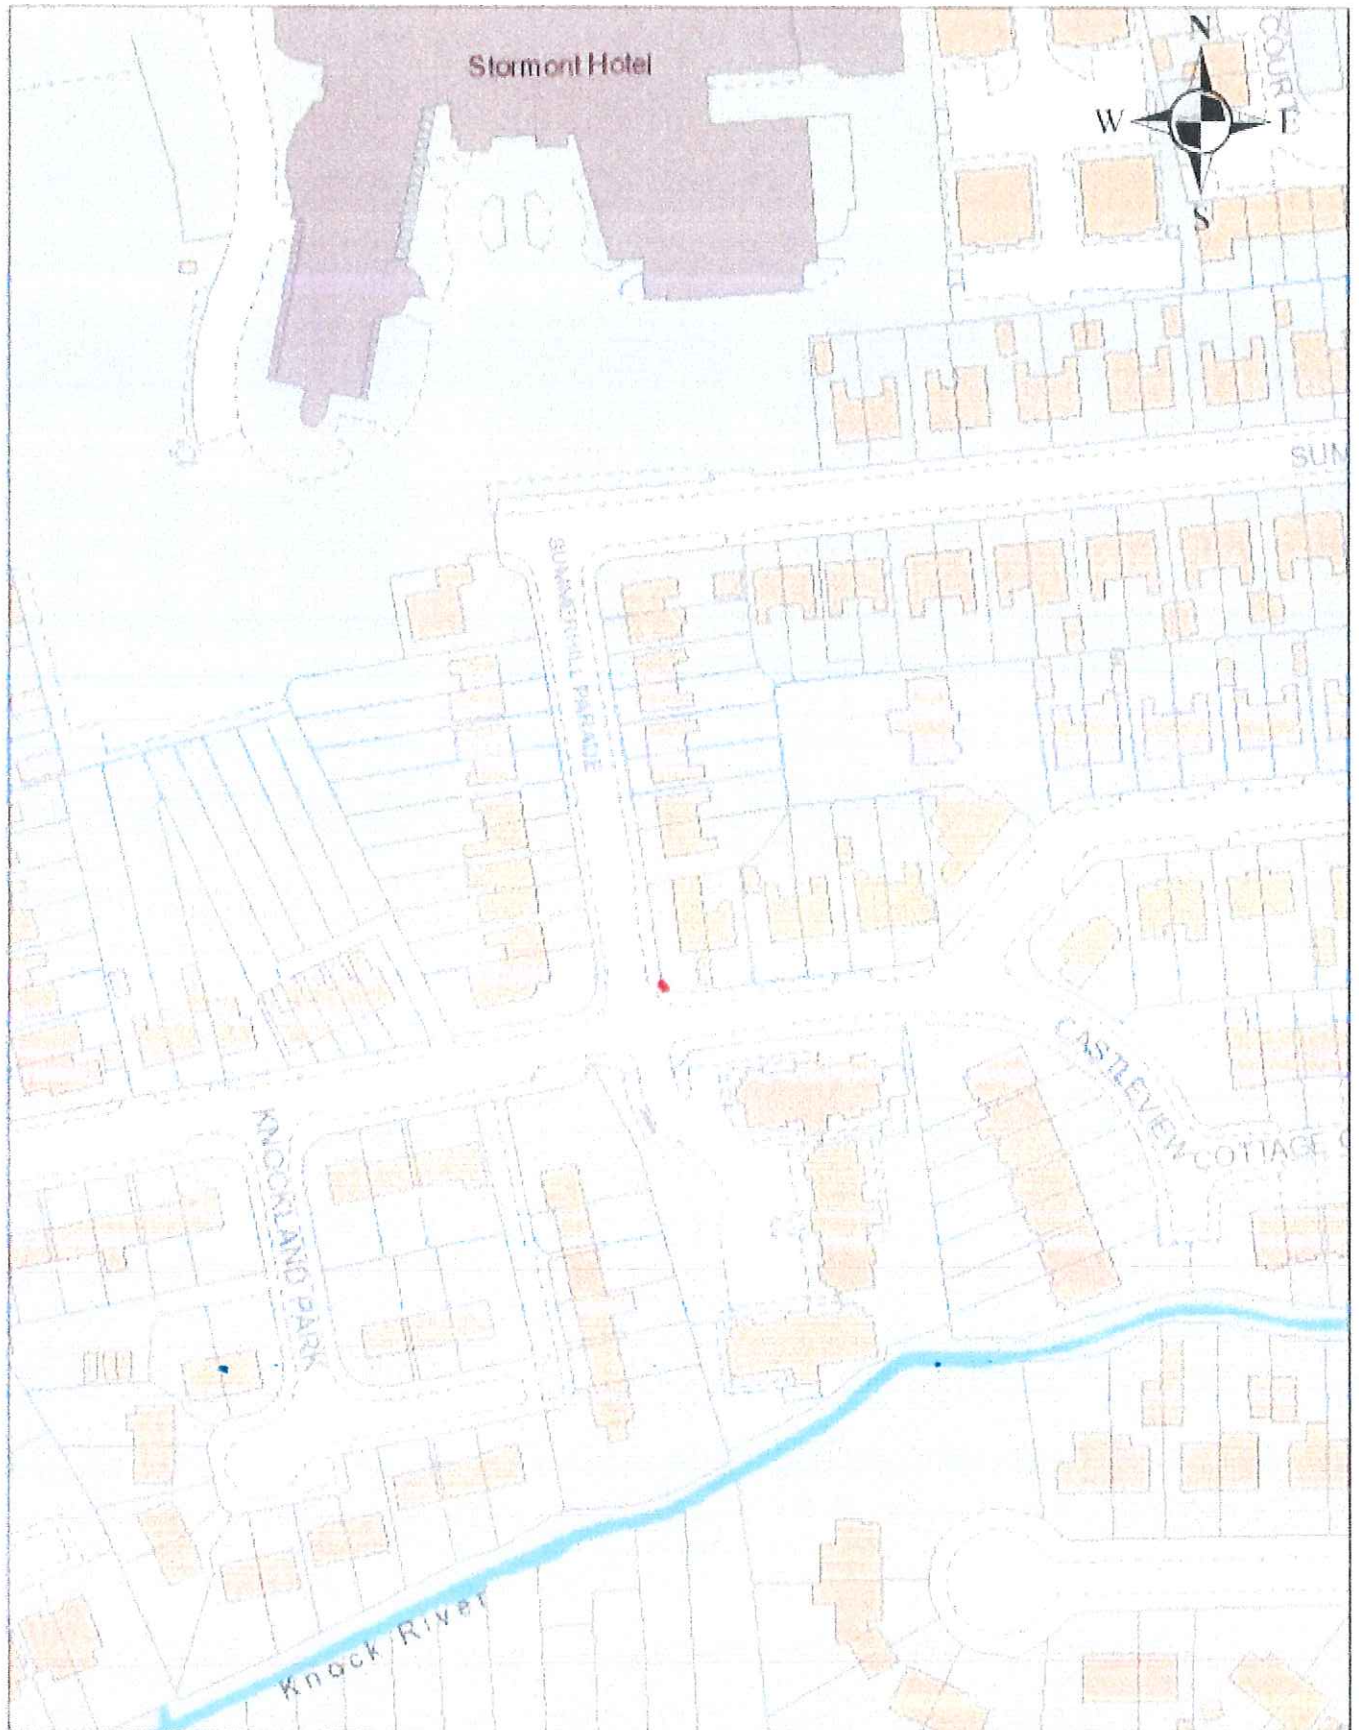 Stormont Hotel
N
COURT
W
E
S
SUM
SUMMERHILL PARADE
CASTLEVIEW
COTTAGE
KNOCKLAND PARK
Knock River